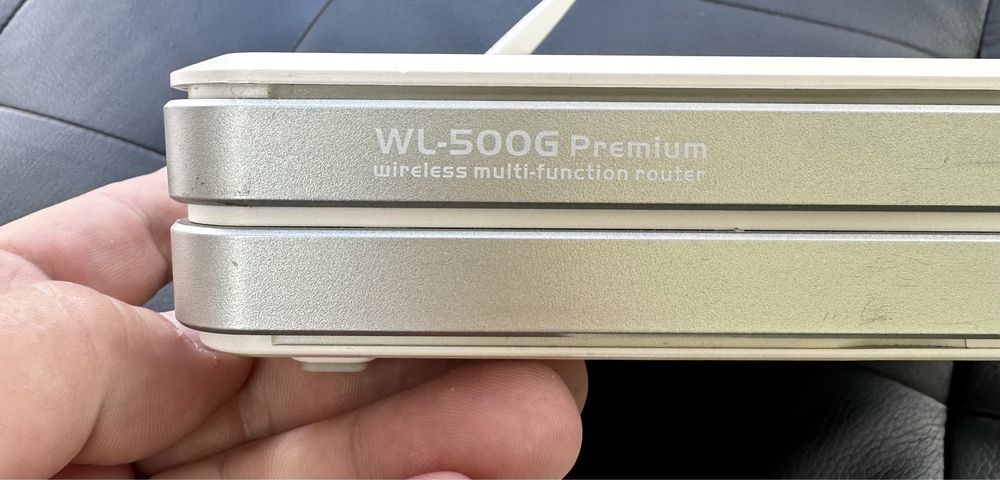 WL-500G Premium
wireless multi-function router